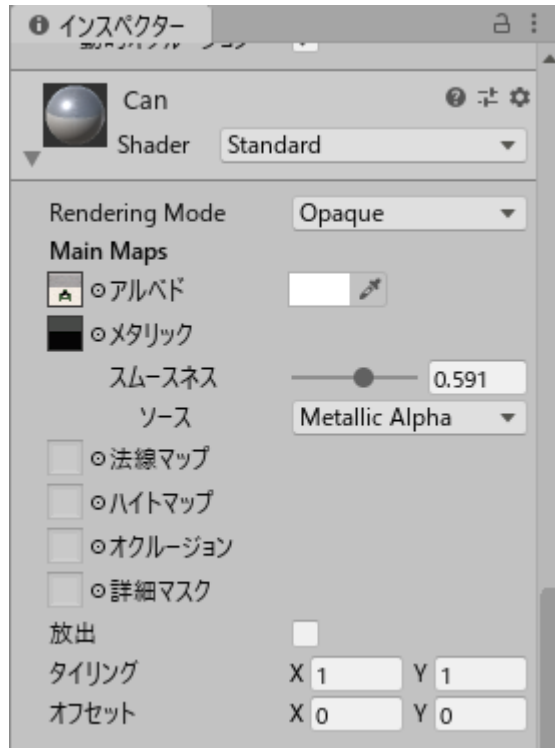 インスペクター
Can
Shader Standard
Rendering Mode Opaque
Main Maps
アルベド
メタリック
スムースネス 0.591
ソース Metallic Alpha
法線マップ
ハイトマップ
オクルージョン
詳細マスク
放出
タイリング X 1 Y 1
オフセット X 0 Y 0